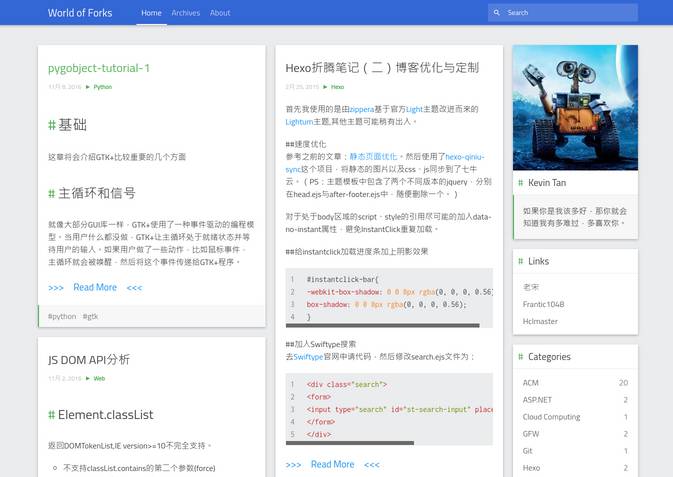 World of Forks
Home
Archives
About
Search
pygobject-tutorial-1
11月 8, 2016 ► Python
# 基础
这章将会介绍GTK+比较重要的几个方面
# 主循环和信号
就像大部分GUI库一样，GTK+使用了一种事件驱动的编程模
型。当用户什么都没做，GTK+让主循环处于就绪状态并等
待用户的输入。如果用户做了一些动作，比如鼠标事件，
主循环就会被唤醒，然后将这个事件传递给GTK+程序。
>>> Read More <<<
#python #gtk
JS DOM API分析
11月 2, 2015 ► Web
# Element.classList
返回DOMTokenList,IE version>=10不完全支持。
不支持classList.contains的第二个参数(force)
Hexo折腾笔记（二）博客优化与定制
2月 25, 2015 ► Hexo
首先我使用的是由zippera基于官方Light主题改进而来的
Lightum主题,其他主题可能稍有出入。
##速度优化
参考之前的文章：静态页面优化。然后使用了hexo-qiniu-
sync这个项目，将静态的图片以及css、js同步到了七牛
云。（PS：主题模板中包含了两个不同版本的jquery，分别
在head.ejs与after-footer.ejs中，随便删除一个。）
对于处于body区域的script、style的引用尽可能的加入data-
no-instant属性，避免InstantClick重复加载。
##给instantclick加载进度条加上阴影效果
1 #instantclick-bar{
2 -webkit-box-shadow: 0 0 8px rgba(0, 0, 0, 0.56)
3 box-shadow: 0 0 8px rgba(0, 0, 0, 0.56);
4 }
##加入Swiftype搜索
去Swiftype官网申请代码，然后修改search.ejs文件为：
1 <div class="search">
2 <form>
3 <input type="search" id="st-search-input" place
4 </form>
5 </div>
>>> Read More <<<
WALL
# Kevin Tan
如果你是我该多好，那你就会
知道我有多难过，多喜欢你。
# Links
老宋
Frantic1048
Hclmaster
# Categories
ACM 20
ASP.NET 2
Cloud Computing 1
GFW 2
Git 1
Hexo 2